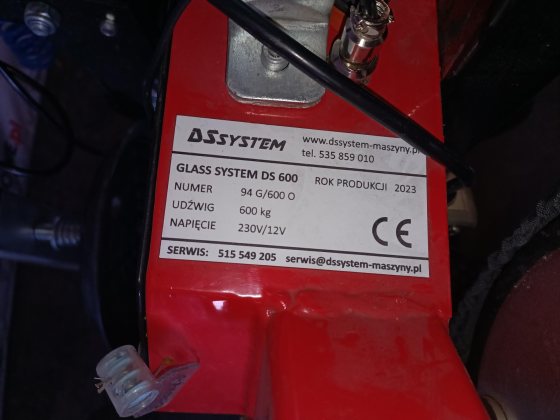 DSSYSTEM
www.dssystem-maszyny.pl
tel. 535 859 010
GLASS SYSTEM DS 600 ROK PRODUKCJI 2023
NUMER 94 G/600 O
UDŹWIG 600 kg
NAPIĘCIE 230V/12V
CE
SERWIS: 515 549 205 serwis@dssystem-maszyny.pl